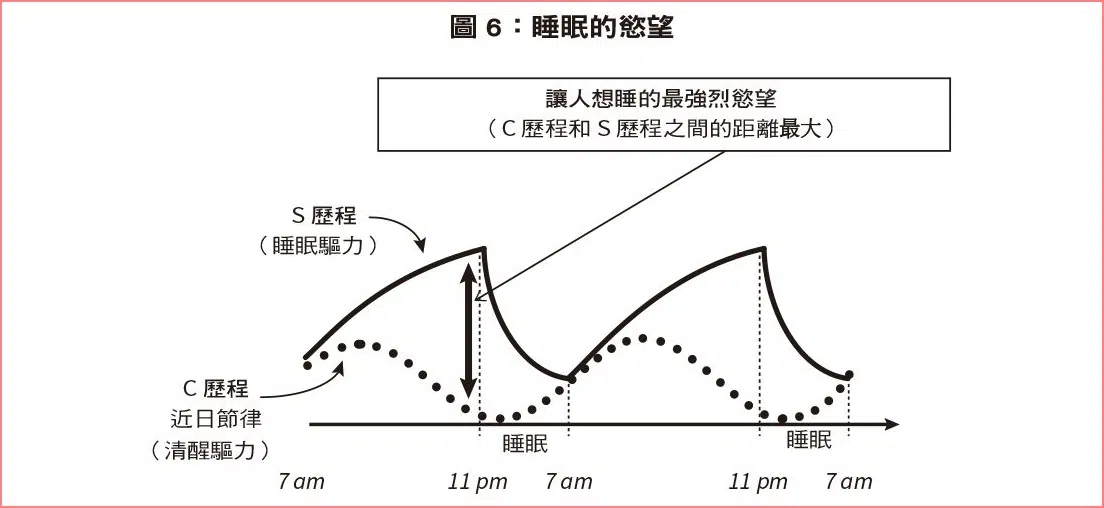 圖 6：睡眠的慾望
讓人想睡的最強烈慾望
（C 歷程和 S 歷程之間的距離最大）
S 歷程
（睡眠驅力）
C 歷程
近日節律
（清醒驅力）
睡眠
睡眠
7 am
11 pm
7 am
11 pm
7 am